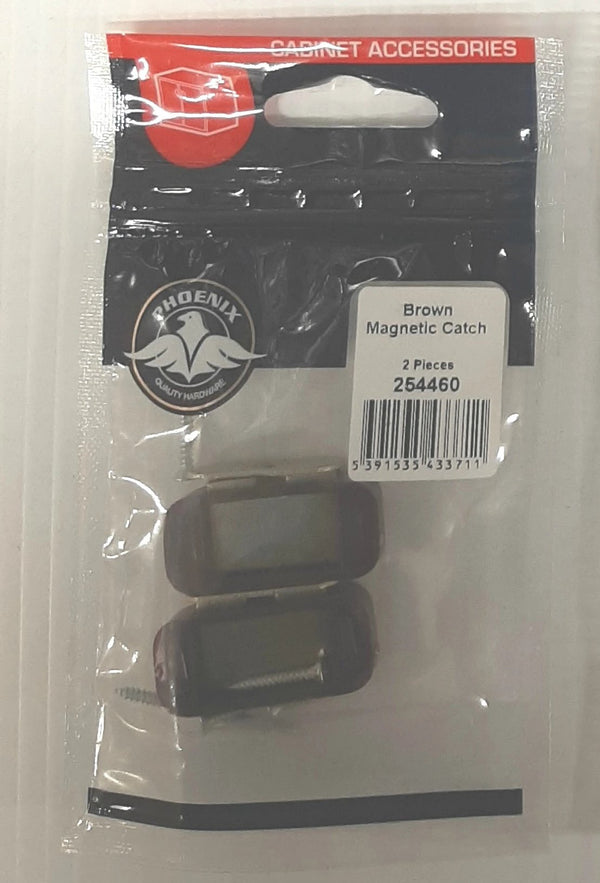 CABINET ACCESSORIES
PHOENIX
QUALITY HARDWARE
Brown
Magnetic Catch
2 Pieces
254460
5 391535 433711